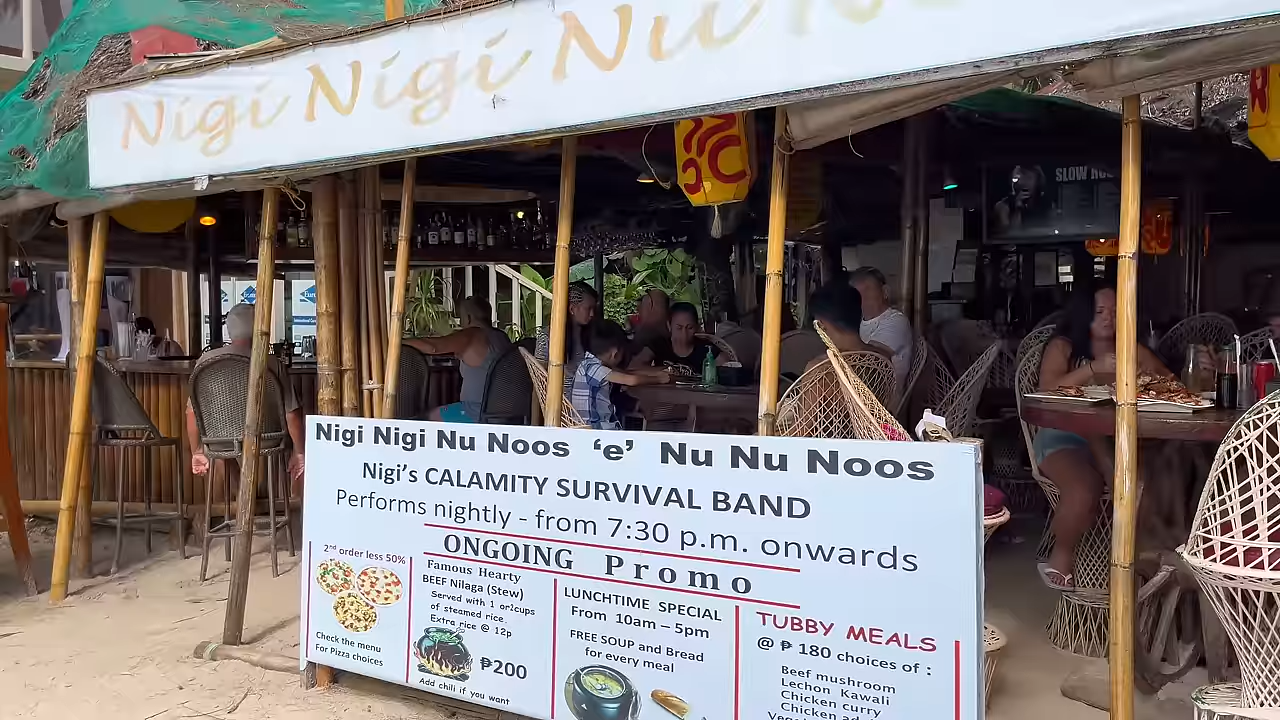 Nigi Nigi Nu
SLOW
Nigi Nigi Nu Noos 'e' Nu Nu Noos
Nigi's CALAMITY SURVIVAL BAND
Performs nightly - from 7:30 p.m. onwards
ONGOING Promo
2nd order less 50%
Check the menu
For Pizza choices
Famous Hearty
BEEF Nilaga (Stew)
Served with 1 or 2 cups
of steamed rice.
Extra rice @ 12p
₱200
Add chili if you want
LUNCHTIME SPECIAL
From 10am – 5pm
FREE SOUP and Bread
for every meal
TUBBY MEALS
@ ₱ 180 choices of :
Beef mushroom
Lechon Kawali
Chicken curry
Chicken